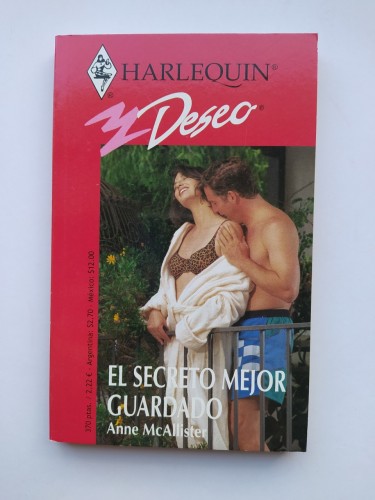 HARLEQUIN®
Deseo®
EL SECRETO MEJOR
GUARDADO
Anne McAllister
370 ptas. / 2,22 € Argentina: $2.70 - México: $12.00